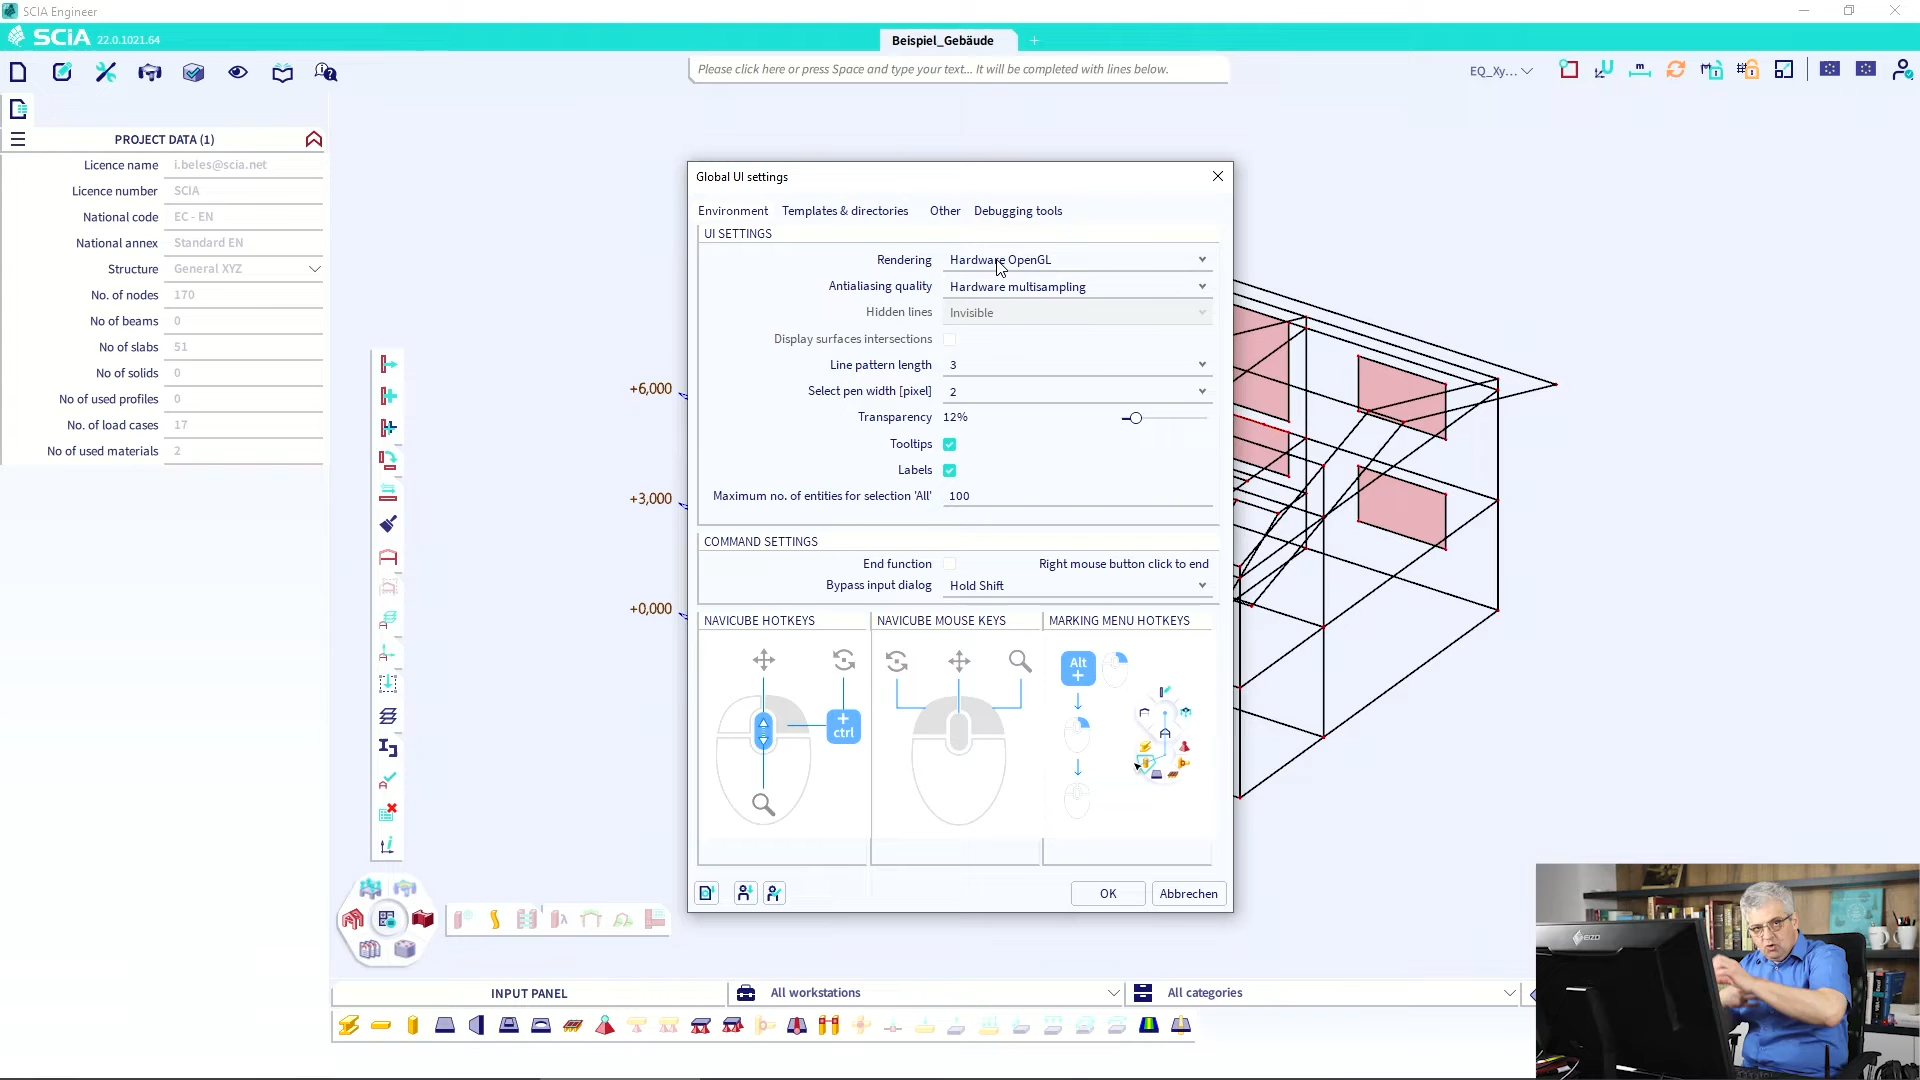 SCIA Engineer
SCiA 22.0.1021.64
Beispiel_Gebäude
Please click here or press Space and type your text... It will be completed with lines below.
EQ_Xy...
PROJECT DATA (1)
Licence name i.beles@scia.net
Licence number SCIA
National code EC - EN
National annex Standard EN
Structure General XYZ
No. of nodes 170
No of beams 0
No of slabs 51
No of solids 0
No of used profiles 0
No. of load cases 17
No of used materials 2
+6,000
+3,000
+0,000
Global UI settings
Environment Templates & directories Other Debugging tools
UI SETTINGS
Rendering Hardware OpenGL
Antialiasing quality Hardware multisampling
Hidden lines Invisible
Display surfaces intersections
Line pattern length 3
Select pen width [pixel] 2
Transparency 12%
Tooltips
Labels
Maximum no. of entities for selection 'All' 100
COMMAND SETTINGS
End function Right mouse button click to end
Bypass input dialog Hold Shift
NAVICUBE HOTKEYS NAVICUBE MOUSE KEYS MARKING MENU HOTKEYS
Alt
+
+
ctrl
OK Abbrechen
INPUT PANEL All workstations All categories
EIZO